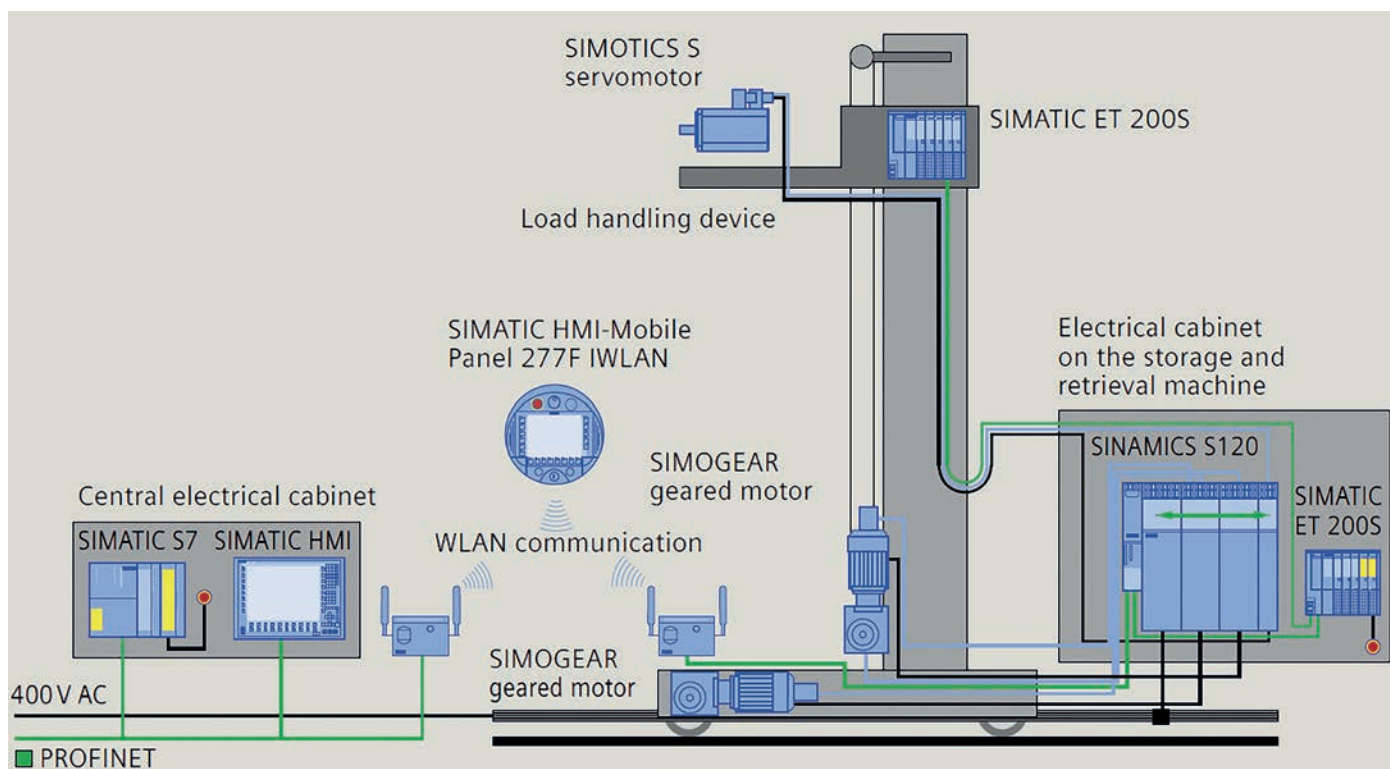 SIMOTICS S
servomotor
SIMATIC ET 200S
Load handling device
SIMATIC HMI-Mobile
Panel 277F IWLAN
Electrical cabinet
on the storage and
retrieval machine
SINAMICS S120
SIMOGEAR
geared motor
SIMATIC
ET 200S
Central electrical cabinet
SIMATIC S7
SIMATIC HMI
WLAN communication
SIMOGEAR
geared motor
400 V AC
PROFINET